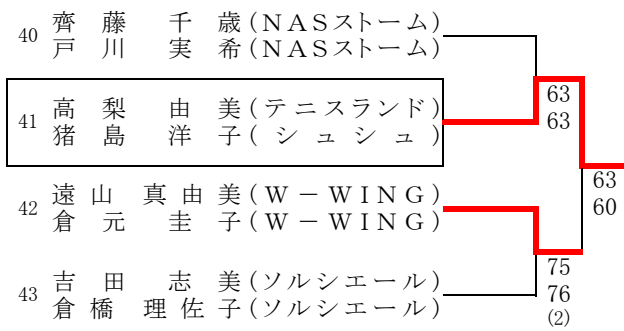 40 齊藤 千歳(NASストーム)
戸川 実希(NASストーム)
41 高梨 由美(テニスランド)
猪島 洋子(シュシュ)
63
63
63
60
42 遠山 真由美(W-WING)
倉元 圭子(W-WING)
43 吉田 志美(ソルシエール)
倉橋 理佐子(ソルシエール)
75
76
(2)